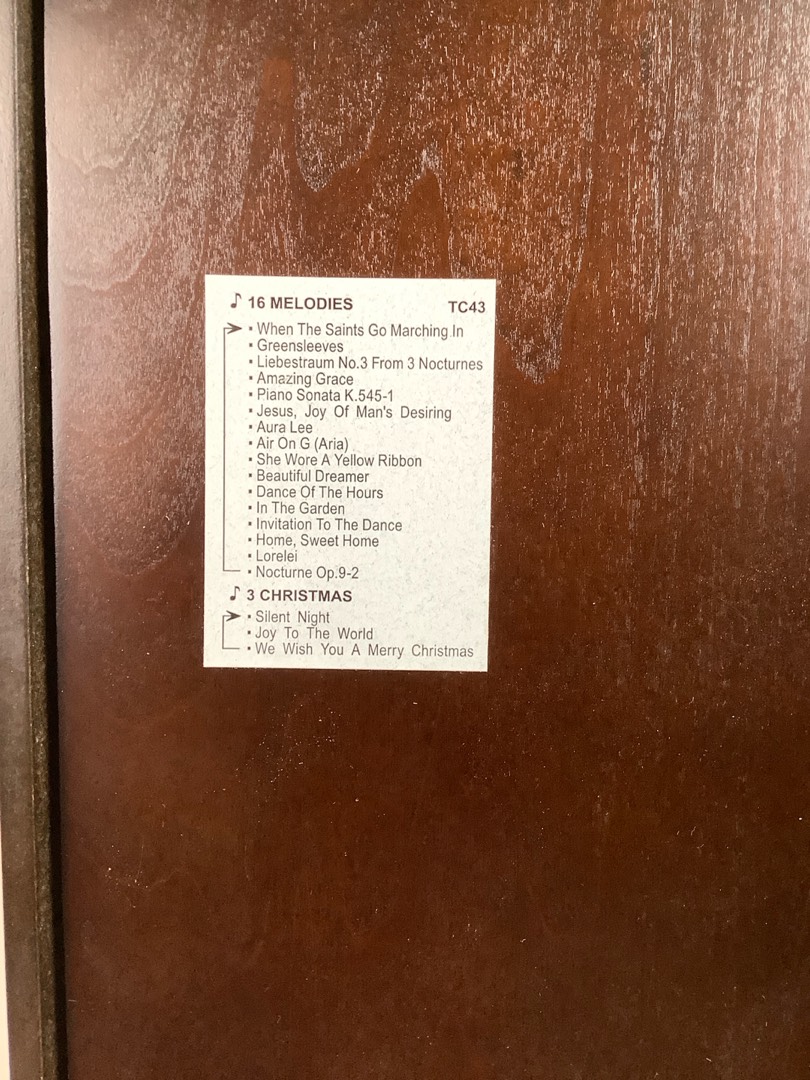 ♪ 16 MELODIES TC43
▪ When The Saints Go Marching In
▪ Greensleeves
▪ Liebestraum No.3 From 3 Nocturnes
▪ Amazing Grace
▪ Piano Sonata K.545-1
▪ Jesus, Joy Of Man's Desiring
▪ Aura Lee
▪ Air On G (Aria)
▪ She Wore A Yellow Ribbon
▪ Beautiful Dreamer
▪ Dance Of The Hours
▪ In The Garden
▪ Invitation To The Dance
▪ Home, Sweet Home
▪ Lorelei
▪ Nocturne Op.9-2
♪ 3 CHRISTMAS
▪ Silent Night
▪ Joy To The World
▪ We Wish You A Merry Christmas